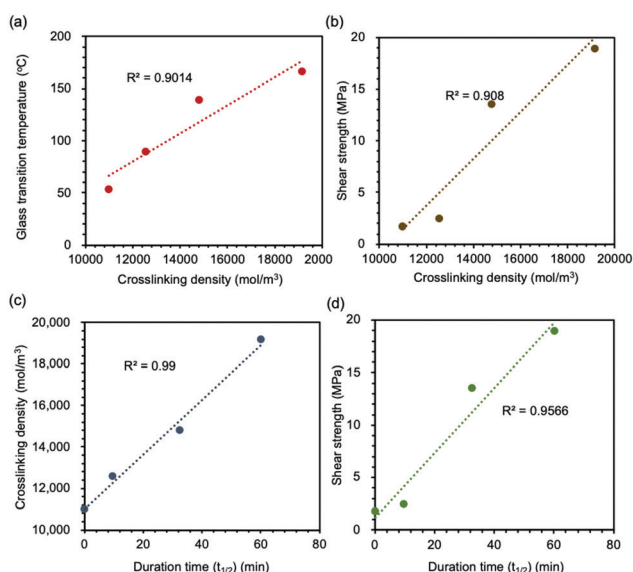 (a)
Glass transition temperature (°C)
200
150
100
50
0
R² = 0.9014
10000 12000 14000 16000 18000 2000
Crosslinking density (mol/m³)
(b)
Shear strength (MPa)
20
15
10
5
0
R² = 0.908
10000 12000 14000 16000 18000 20000
Crosslinking density (mol/m³)
(c)
Crosslinking density (mol/m³)
20,000
18,000
16,000
14,000
12,000
10,000
R² = 0.99
0 20 40 60 80
Duration time (t1/2) (min)
(d)
Shear strength (MPa)
20
15
10
5
0
R² = 0.9566
0 20 40 60 80
Duration time (t1/2) (min)